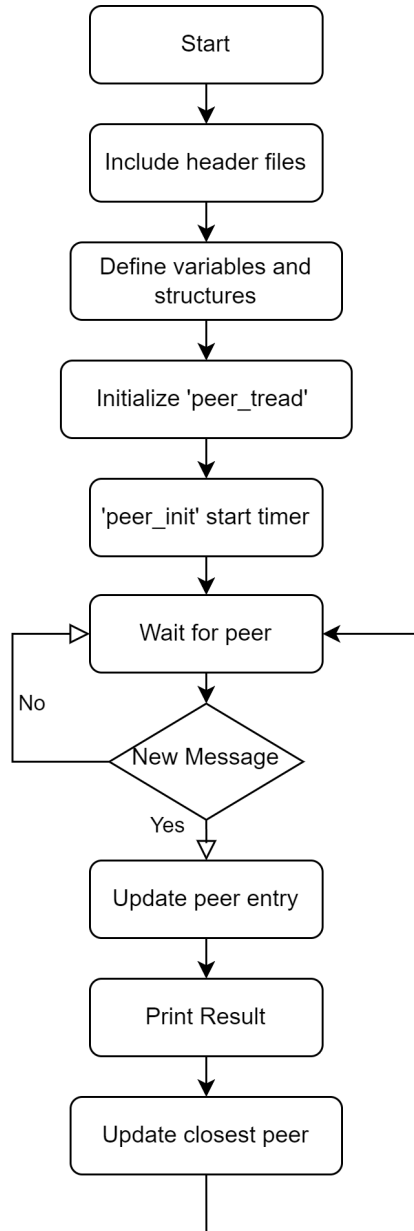 Start
Include header files
Define variables and
structures
Initialize 'peer_tread'
'peer_init' start timer
Wait for peer
No
New Message
Yes
Update peer entry
Print Result
Update closest peer